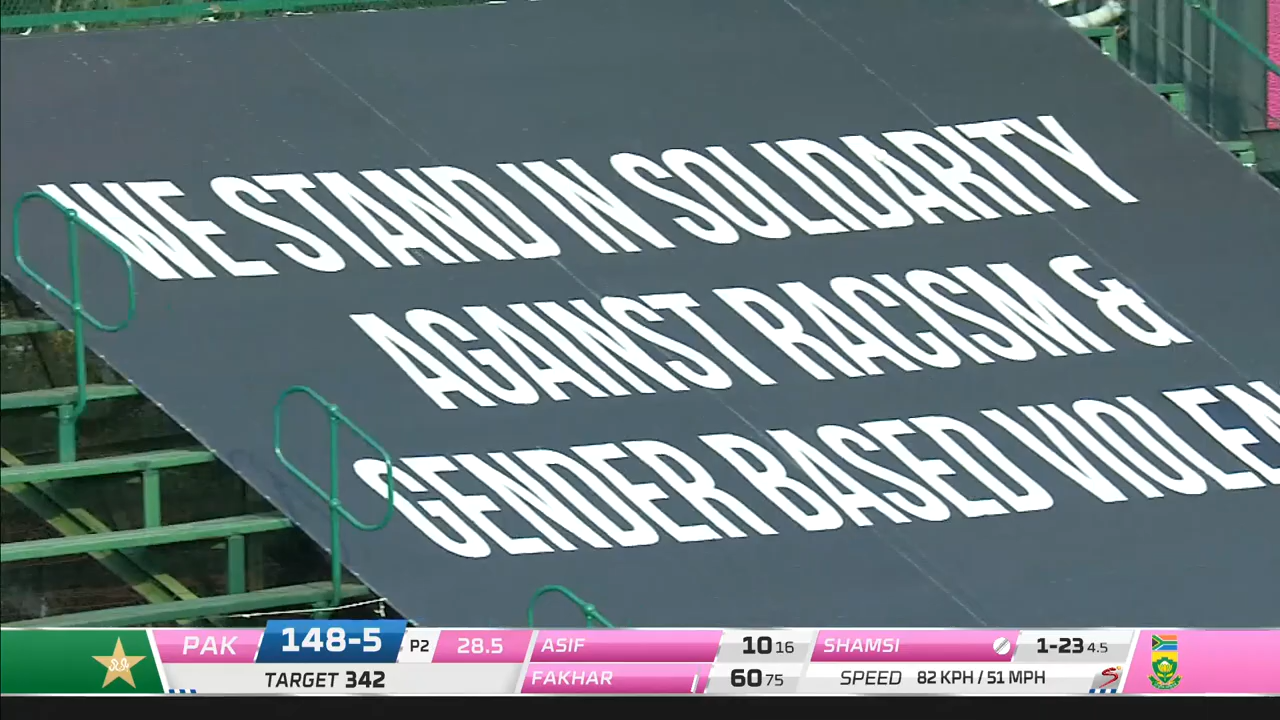 WE STAND IN SOLIDARITY
AGAINST RACISM &
GENDER BASED VIOLEN
PAK 148-5 P2 28.5 ASIF 10 16 SHAMSI 1-23 4.5
TARGET 342 FAKHAR 60 75 SPEED 82 KPH / 51 MPH